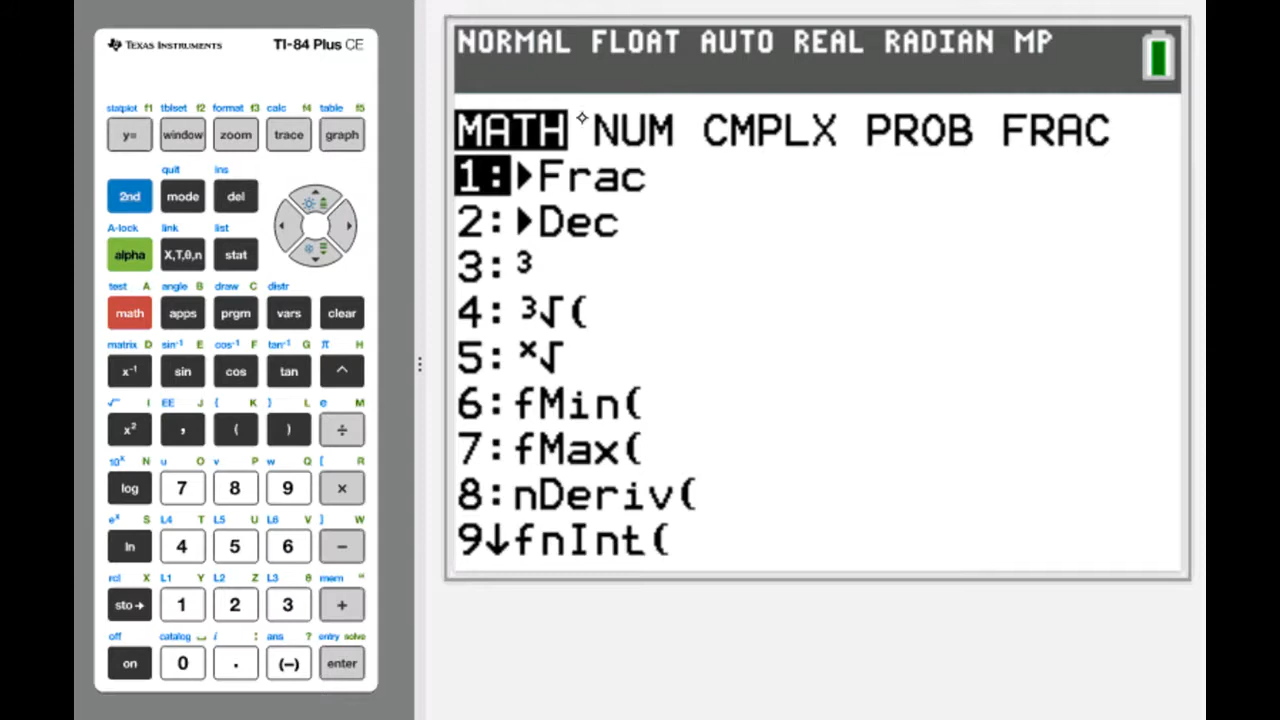 TEXAS INSTRUMENTS TI-84 Plus CE
statplot f1 tblset f2 format f3 calc f4 table f5
y= window zoom trace graph
quit ins
2nd mode del
A-lock link list
alpha X,T,θ,n stat
test A angle B draw C distr
math apps prgm vars clear
matrix D sin⁻¹ E cos⁻¹ F tan⁻¹ G π H
x⁻¹ sin cos tan ^
√ I EE J { K } L e M
x² , ( ) ÷
10ˣ N u O v P w Q [ R
log 7 8 9 ×
eˣ S L4 T L5 U L6 V ] W
ln 4 5 6 −
rcl X L1 Y L2 Z L3 θ mem "
sto→ 1 2 3 +
off catalog ⎵ i : ans ? entry solve
on 0 . (−) enter
NORMAL FLOAT AUTO REAL RADIAN MP
MATH NUM CMPLX PROB FRAC
1:▶Frac
2:▶Dec
3:³
4:³√(
5:ˣ√
6:fMin(
7:fMax(
8:nDeriv(
9↓fnInt(